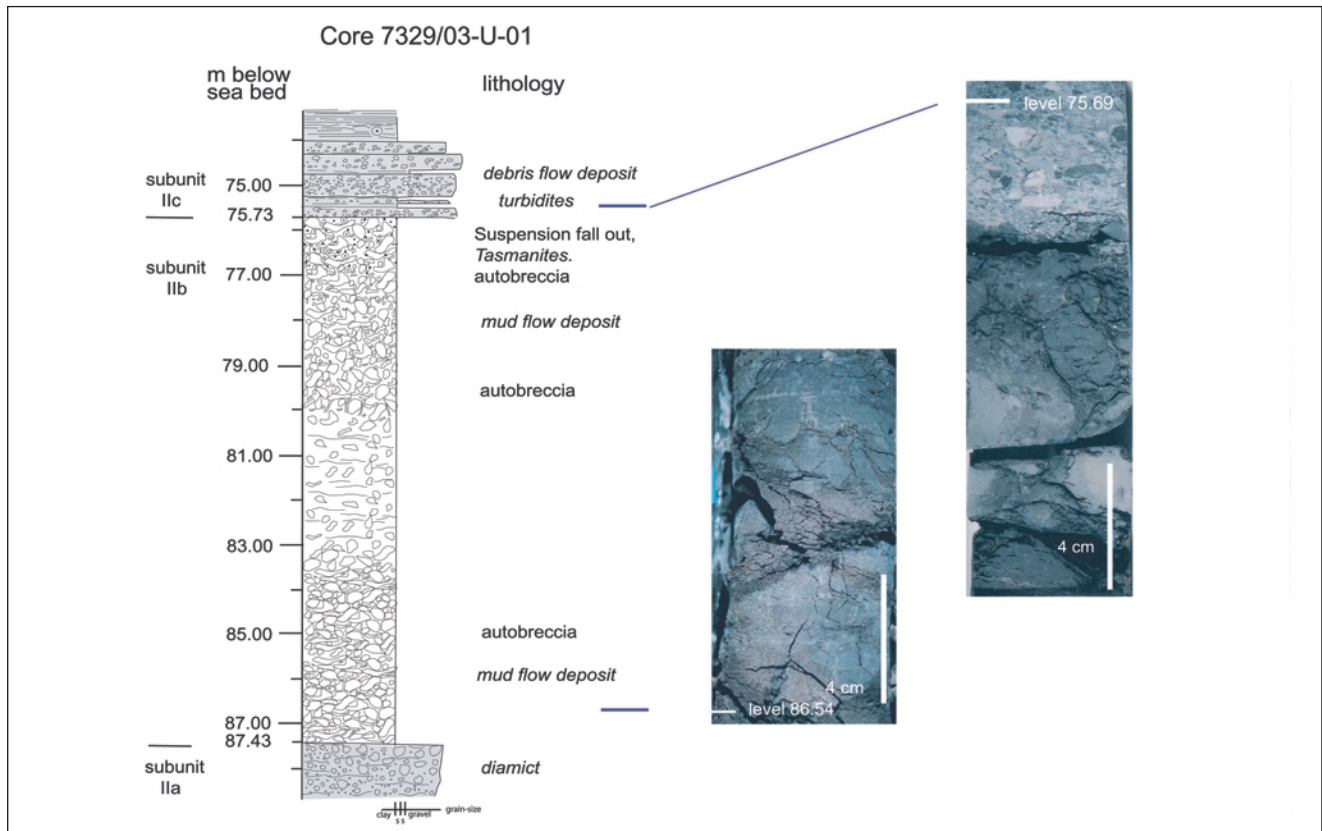 Core 7329/03-U-01
m below
sea bed
lithology
subunit
IIc
75.00
75.73
debris flow deposit
turbidites
Suspension fall out,
Tasmanites.
autobreccia
subunit
IIb
77.00
mud flow deposit
79.00
autobreccia
81.00
83.00
85.00
autobreccia
mud flow deposit
87.00
87.43
subunit
IIa
diamict
clay
s s
gravel
grain-size
level 75.69
4 cm
4 cm
level 86.54